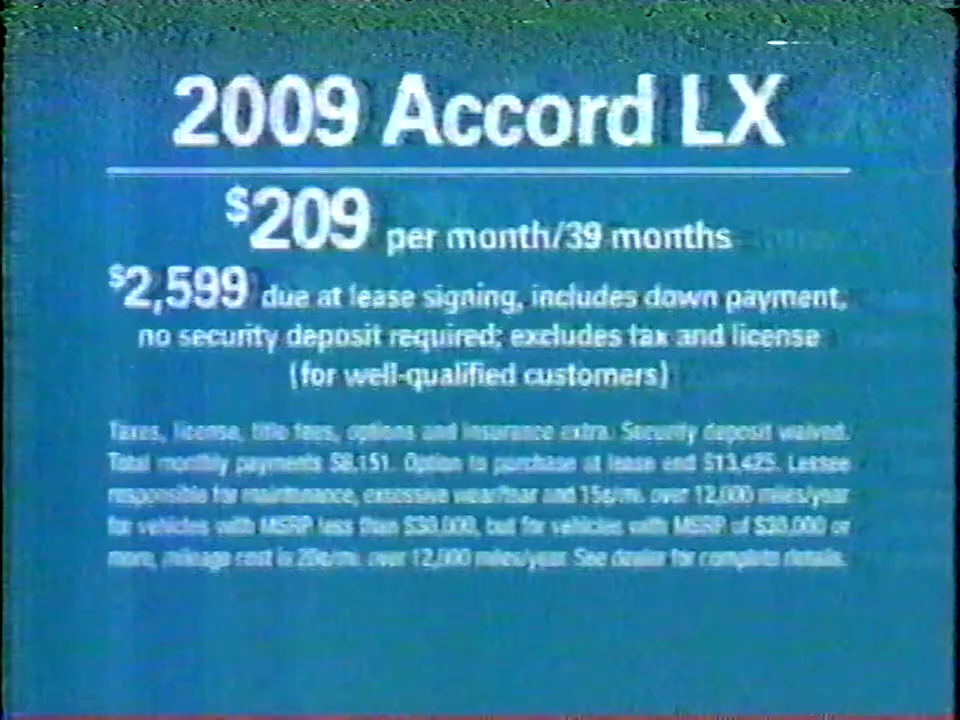 2009 Accord LX
$209 per month/39 months
$2,599 due at lease signing, includes down payment,
no security deposit required; excludes tax and license
(for well-qualified customers)
Taxes, license, title fees, options and insurance extra. Security deposit waived.
Total monthly payments $8,151. Option to purchase at lease end $13,425. Lessee
responsible for maintenance, excessive wear/tear and 15¢/mi. over 12,000 miles/year
for vehicles with MSRP less than $30,000, but for vehicles with MSRP of $30,000 or
more, mileage cost is 20¢/mi. over 12,000 miles/year. See dealer for complete details.